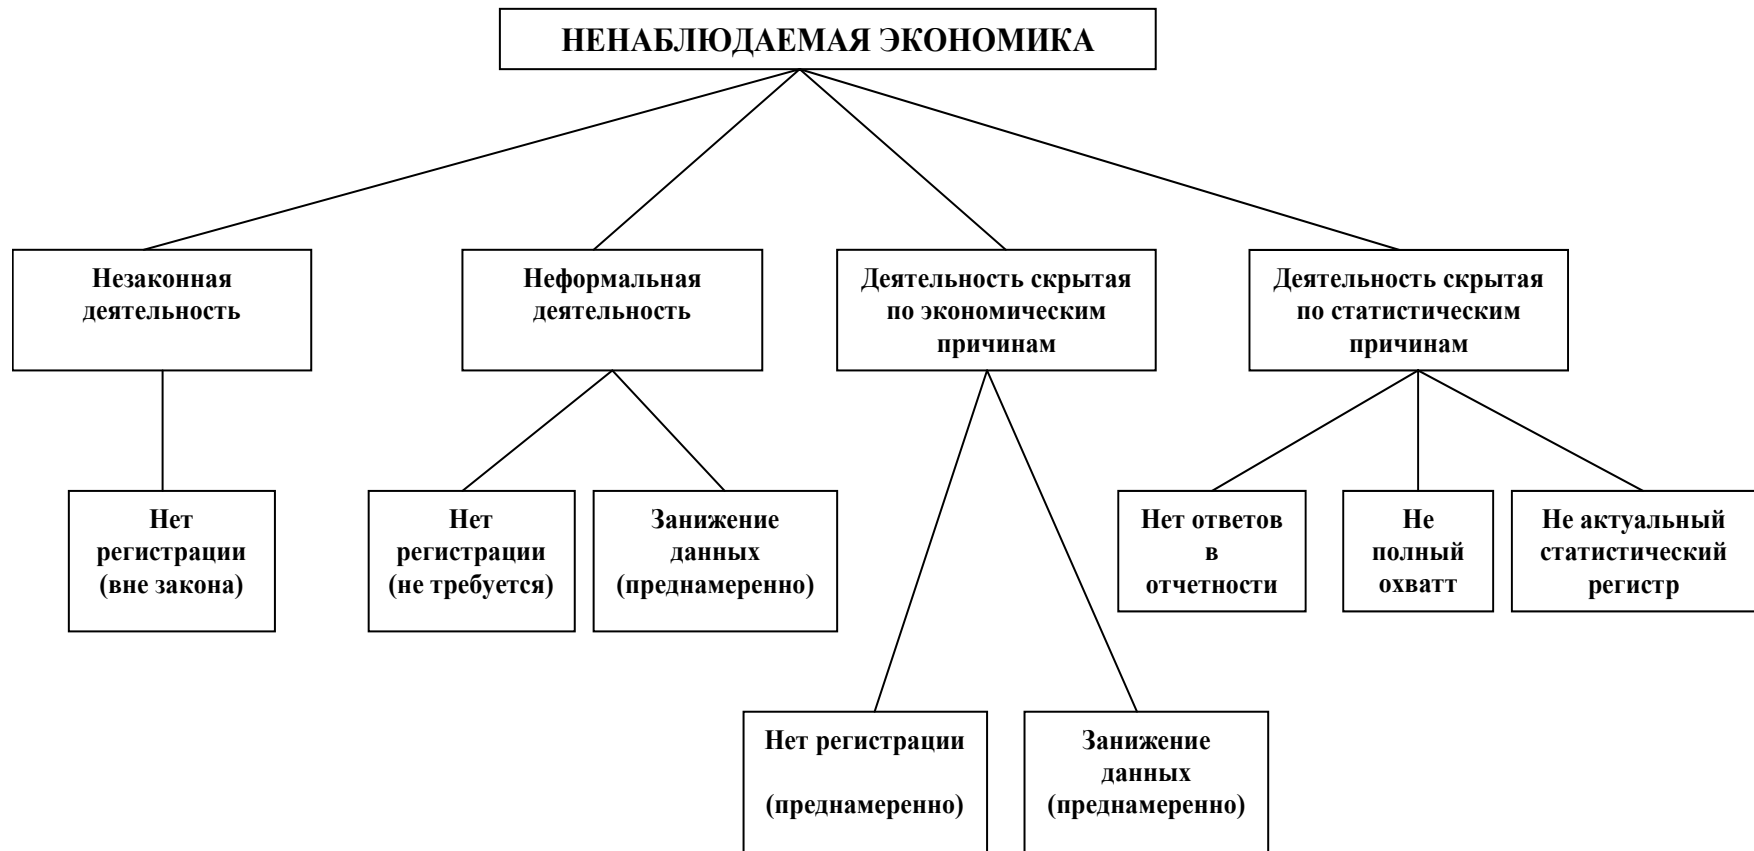 НЕНАБЛЮДАЕМАЯ ЭКОНОМИКА
Незаконная
деятельность
Неформальная
деятельность
Деятельность скрытая
по экономическим
причинам
Деятельность скрытая
по статистическим
причинам
Нет
регистрации
(вне закона)
Нет
регистрации
(не требуется)
Занижение
данных
(преднамеренно)
Нет ответов
в
отчетности
Не
полный
охватт
Не актуальный
статистический
регистр
Нет регистрации
(преднамеренно)
Занижение
данных
(преднамеренно)